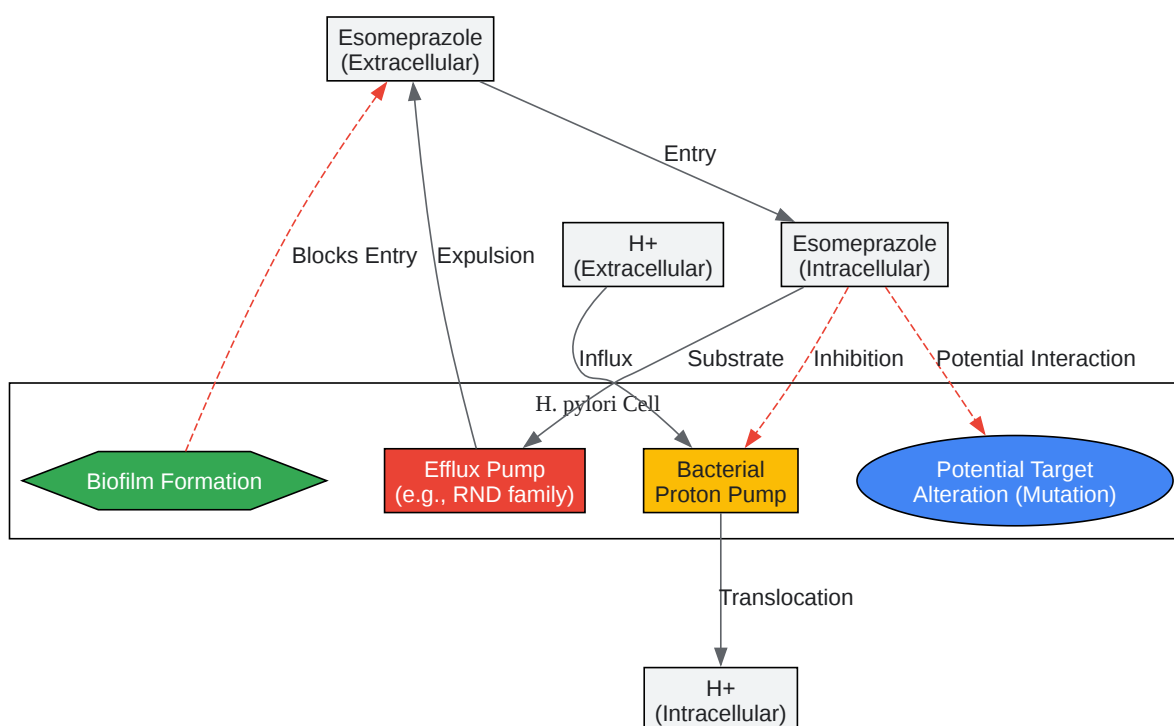 Esomeprazole
(Extracellular)
Entry
H+
(Extracellular)
Esomeprazole
(Intracellular)
Blocks Entry
Expulsion
Influx
Substrate
Inhibition
Potential Interaction
H. pylori Cell
Biofilm Formation
Efflux Pump
(e.g., RND family)
Bacterial
Proton Pump
Potential Target
Alteration (Mutation)
Translocation
H+
(Intracellular)